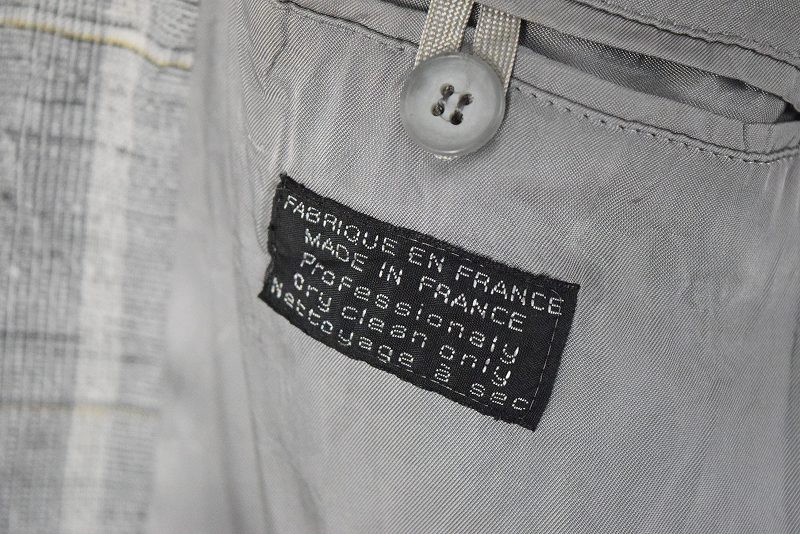 FABRIQUE EN FRANCE
MADE IN FRANCE
Professionaly
Dry clean only
Nettoyage à sec